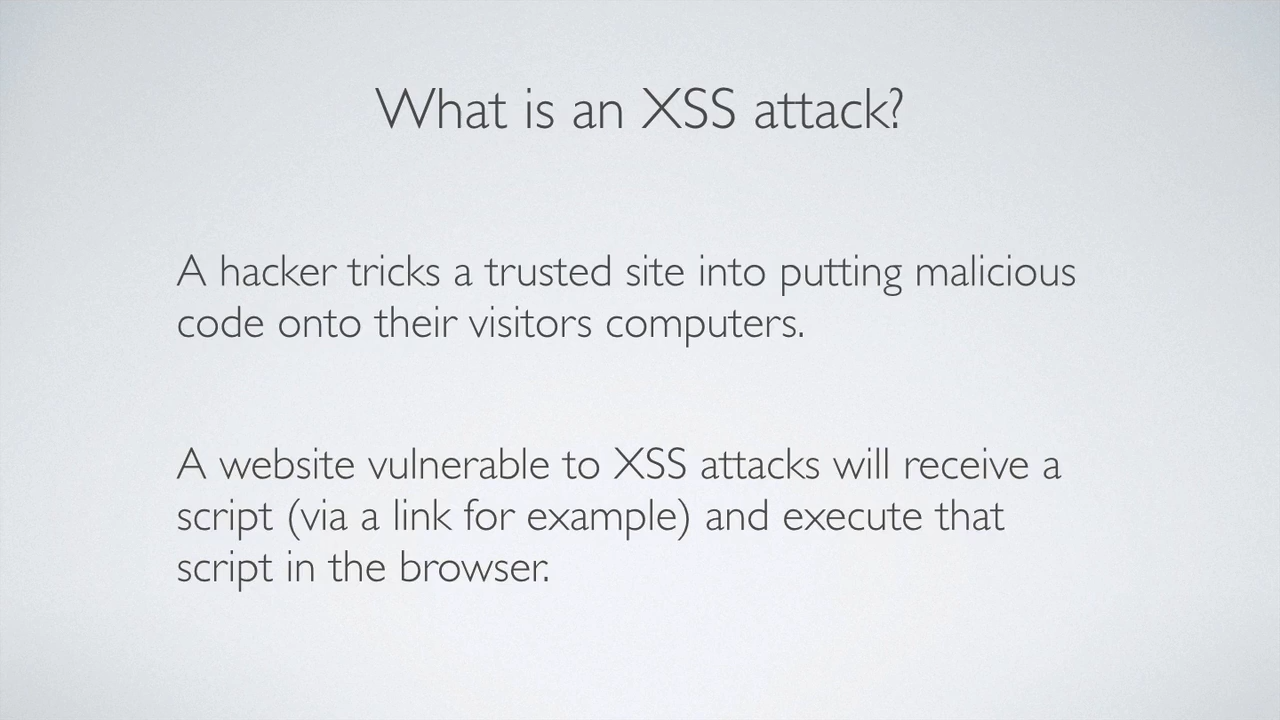 What is an XSS attack?
A hacker tricks a trusted site into putting malicious
code onto their visitors computers.
A website vulnerable to XSS attacks will receive a
script (via a link for example) and execute that
script in the browser.